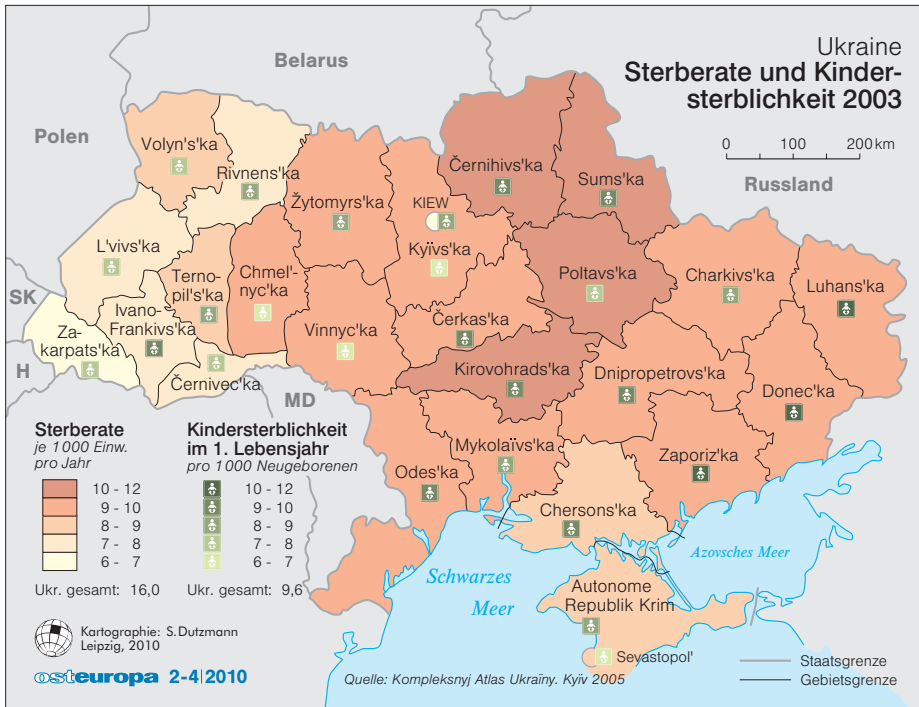 Ukraine
Sterberate und Kinder-
sterblichkeit 2003
0 100 200 km
Belarus
Polen
Russland
SK
H
MD
Volyn's'ka
Rivnens'ka
Žytomyrs'ka
KIEW
Kyïvs'ka
Černihivs'ka
Sums'ka
L'vivs'ka
Terno-
pil's'ka
Chmel'-
nyc'ka
Poltavs'ka
Charkivs'ka
Luhans'ka
Ivano-
Frankivs'ka
Za-
karpats'ka
Černivec'ka
Vinnyc'ka
Čerkas'ka
Kirovohrads'ka
Dnipropetrovs'ka
Donec'ka
Odes'ka
Mykolaïvs'ka
Zaporiz'ka
Chersons'ka
Autonome
Republik Krim
Sevastopol'
Schwarzes
Meer
Azovsches Meer
Sterberate
je 1000 Einw.
pro Jahr
10 - 12
9 - 10
8 - 9
7 - 8
6 - 7
Ukr. gesamt: 16,0
Kindersterblichkeit
im 1. Lebensjahr
pro 1000 Neugeborenen
10 - 12
9 - 10
8 - 9
7 - 8
6 - 7
Ukr. gesamt: 9,6
Kartographie: S.Dutzmann
Leipzig, 2010
osteuropa 2-4|2010
Quelle: Kompleksnyj Atlas Ukraïny. Kyïv 2005
Staatsgrenze
Gebietsgrenze